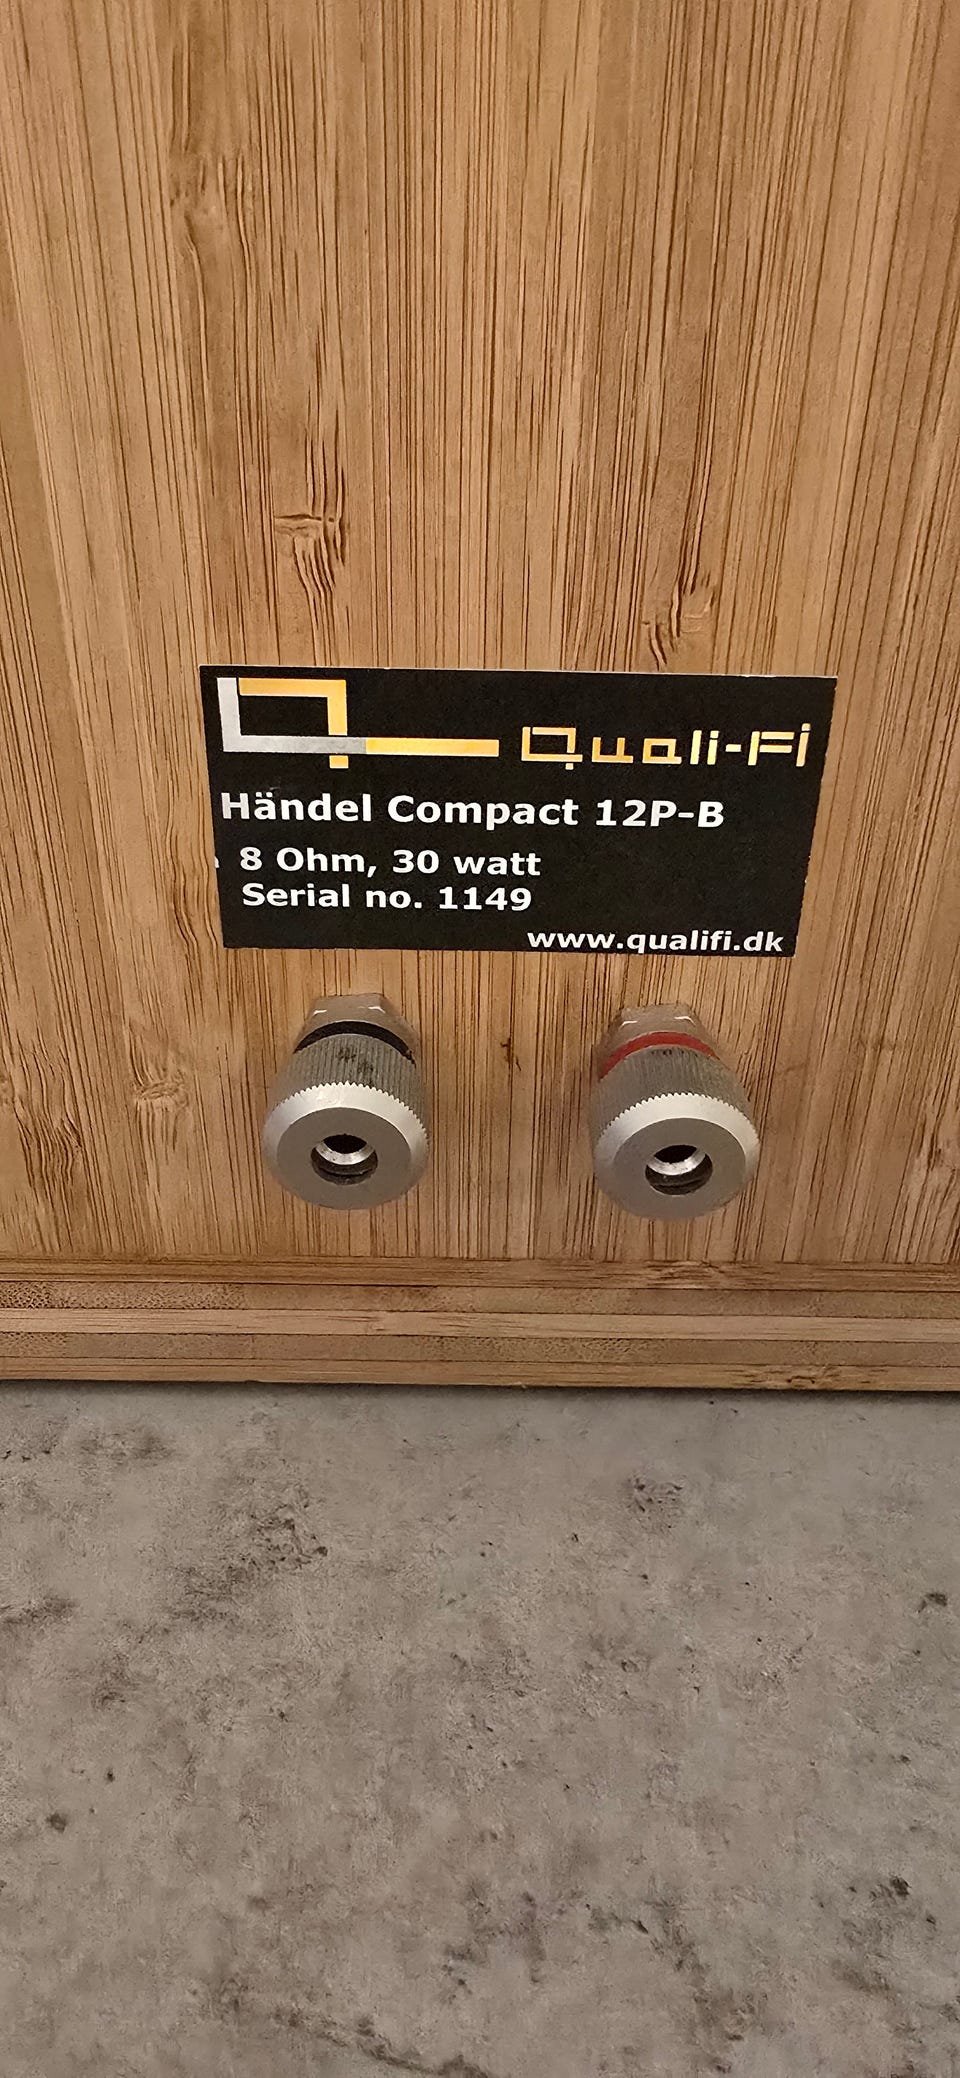 Quali-Fi
Händel Compact 12P-B
8 Ohm, 30 watt
Serial no. 1149
www.qualifi.dk